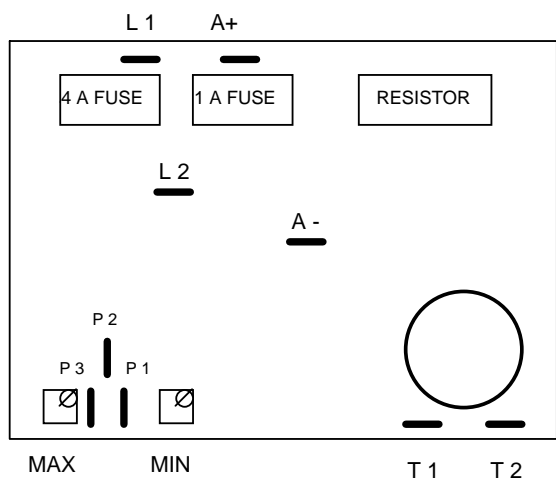 L 1 A+
4 A FUSE 1 A FUSE RESISTOR
L 2
A -
P 2
P 3 P 1
MAX MIN T 1 T 2